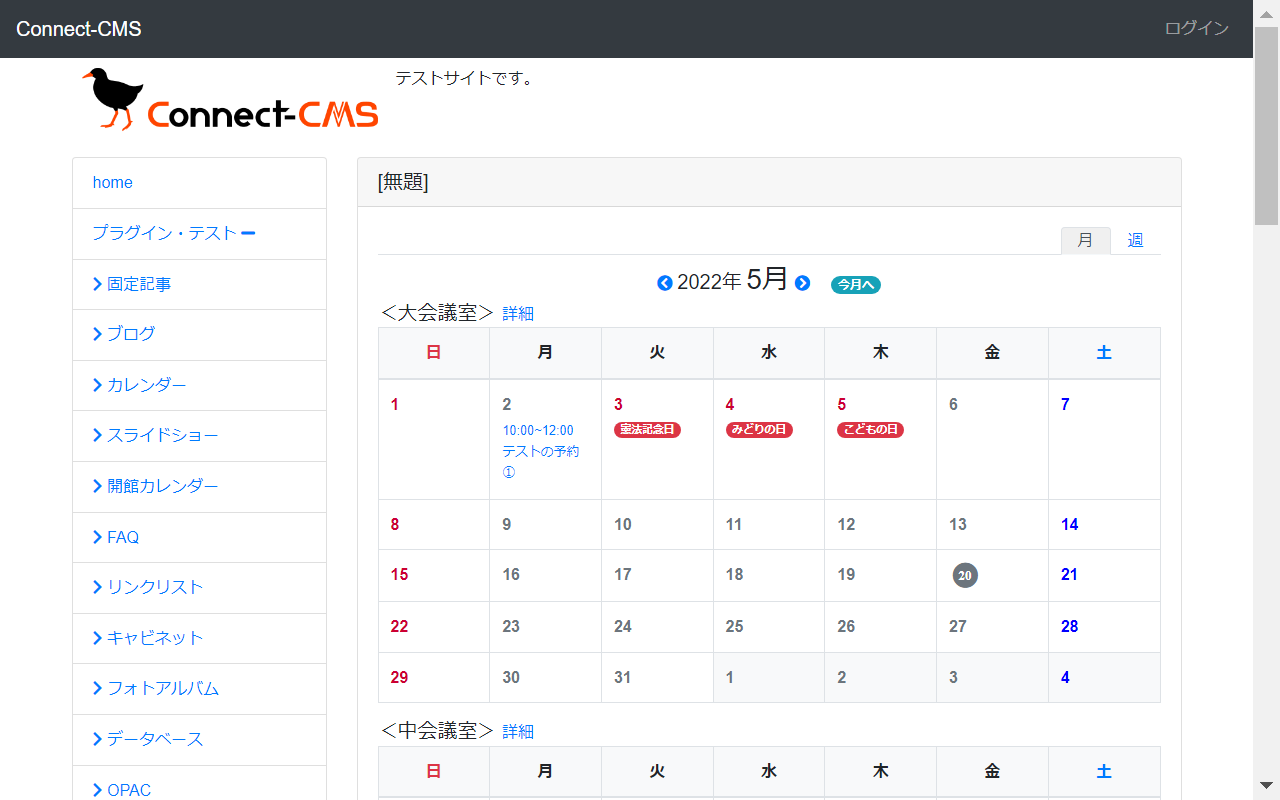 Connect-CMS
ログイン
Connect-CMS
テストサイトです。
home
プラグイン・テスト
固定記事
ブログ
カレンダー
スライドショー
開館カレンダー
FAQ
リンクリスト
キャビネット
フォトアルバム
データベース
OPAC
[無題]
月 週
2022年 5月 今月へ
＜大会議室＞ 詳細
日 月 火 水 木 金 土
1 2 3 4 5 6 7
10:00~12:00 憲法記念日 みどりの日 こどもの日
テストの予約
①
8 9 10 11 12 13 14
15 16 17 18 19 20 21
22 23 24 25 26 27 28
29 30 31 1 2 3 4
＜中会議室＞ 詳細
日 月 火 水 木 金 土